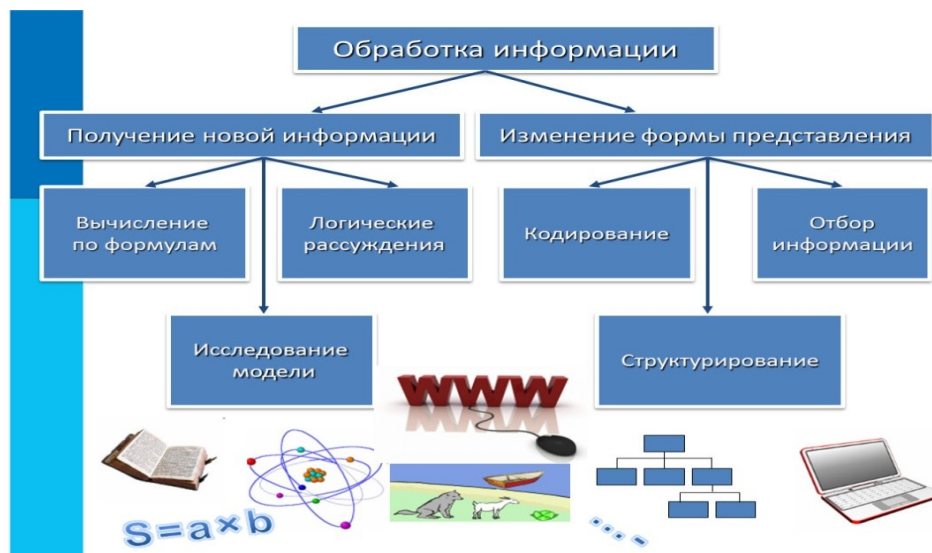 Обработка информации
Получение новой информации
Изменение формы представления
Вычисление
по формулам
Логические
рассуждения
Кодирование
Отбор
информации
Исследование
модели
Структурирование
www
S=a×b
...-